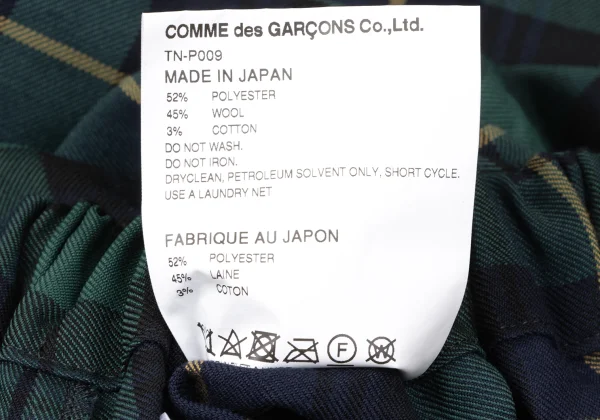 COMME des GARÇONS Co.,Ltd.
TN-P009
MADE IN JAPAN
52% POLYESTER
45% WOOL
3% COTTON
DO NOT WASH.
DO NOT IRON.
DRYCLEAN, PETROLEUM SOLVENT ONLY, SHORT CYCLE.
USE A LAUNDRY NET
FABRIQUE AU JAPON
52% POLYESTER
45% LAINE
3% COTON
F W